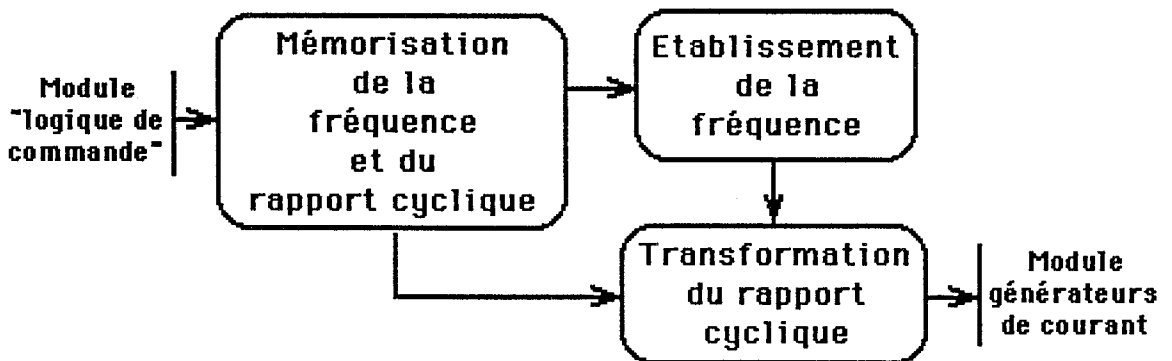 Module
"logique de
commande"
Mémorisation
de la
fréquence
et du
rapport cyclique
Etablissement
de la
fréquence
Transformation
du rapport
cyclique
Module
générateurs
de courant